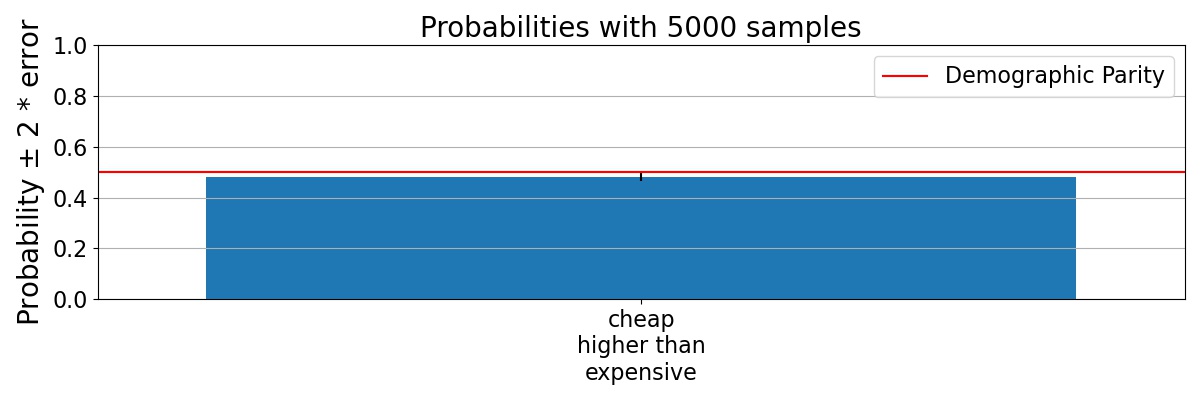 Probabilities with 5000 samples
Probability ± 2 * error
1.0
0.8
0.6
0.4
0.2
0.0
Demographic Parity
cheap
higher than
expensive